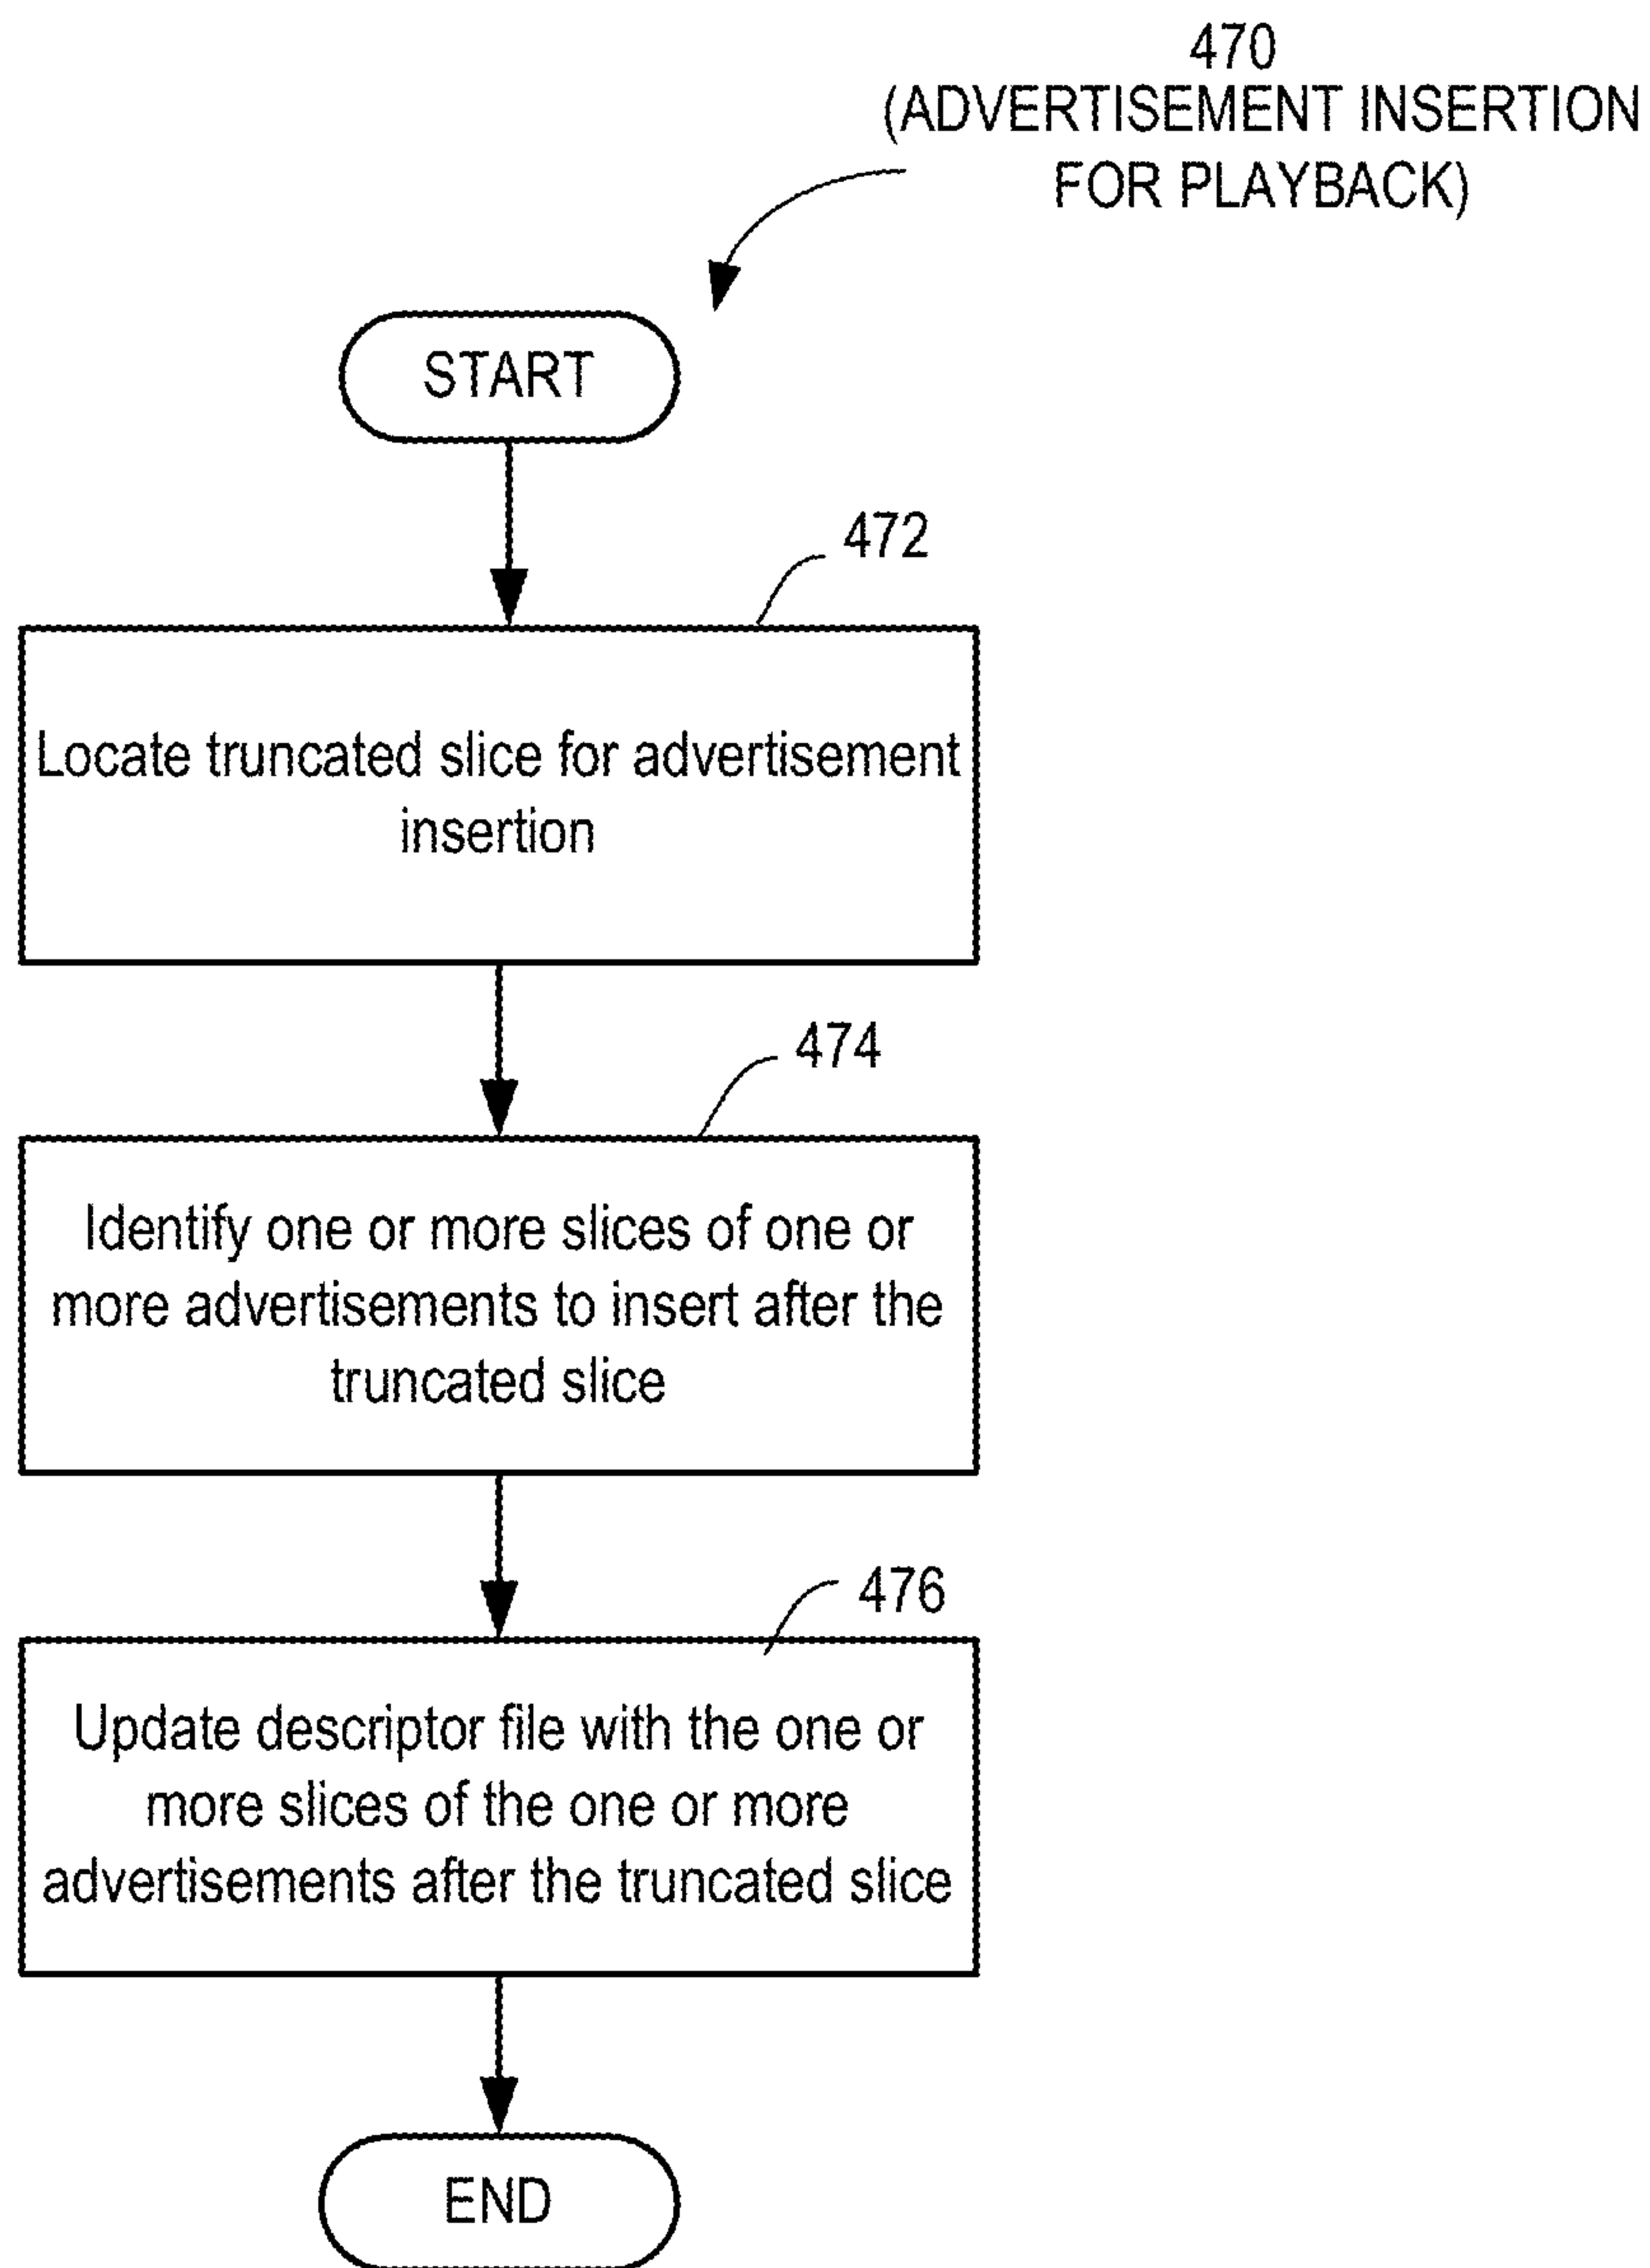 470
(ADVERTISEMENT INSERTION
FOR PLAYBACK)
START
472
Locate truncated slice for advertisement
insertion
474
Identify one or more slices of one or
more advertisements to insert after the
truncated slice
476
Update descriptor file with the one or
more slices of the one or more
advertisements after the truncated slice
END